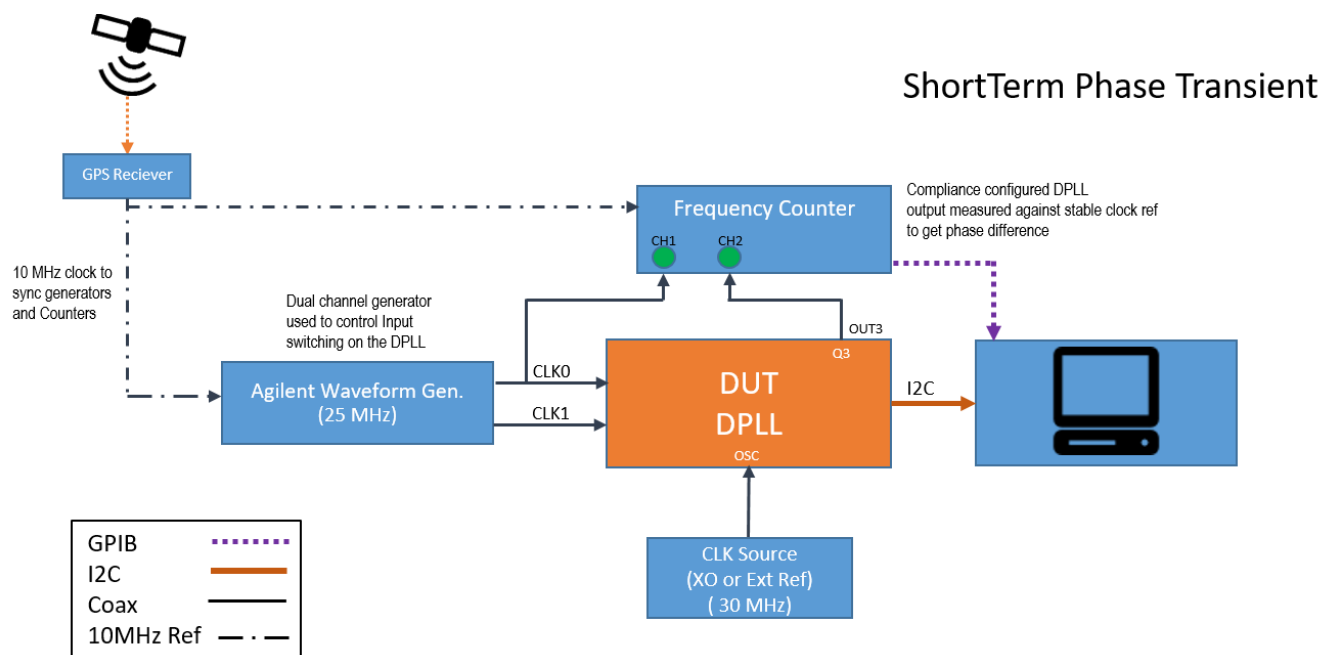 ShortTerm Phase Transient
GPS Reciever
Frequency Counter
CH1
CH2
Compliance configured DPLL
output measured against stable clock ref
to get phase difference
10 MHz clock to
sync generators
and Counters
Dual channel generator
used to control Input
switching on the DPLL
OUT3
Q3
Agilent Waveform Gen.
(25 MHz)
CLK0
CLK1
DUT
DPLL
OSC
I2C
CLK Source
(XO or Ext Ref)
( 30 MHz)
GPIB
I2C
Coax
10MHz Ref